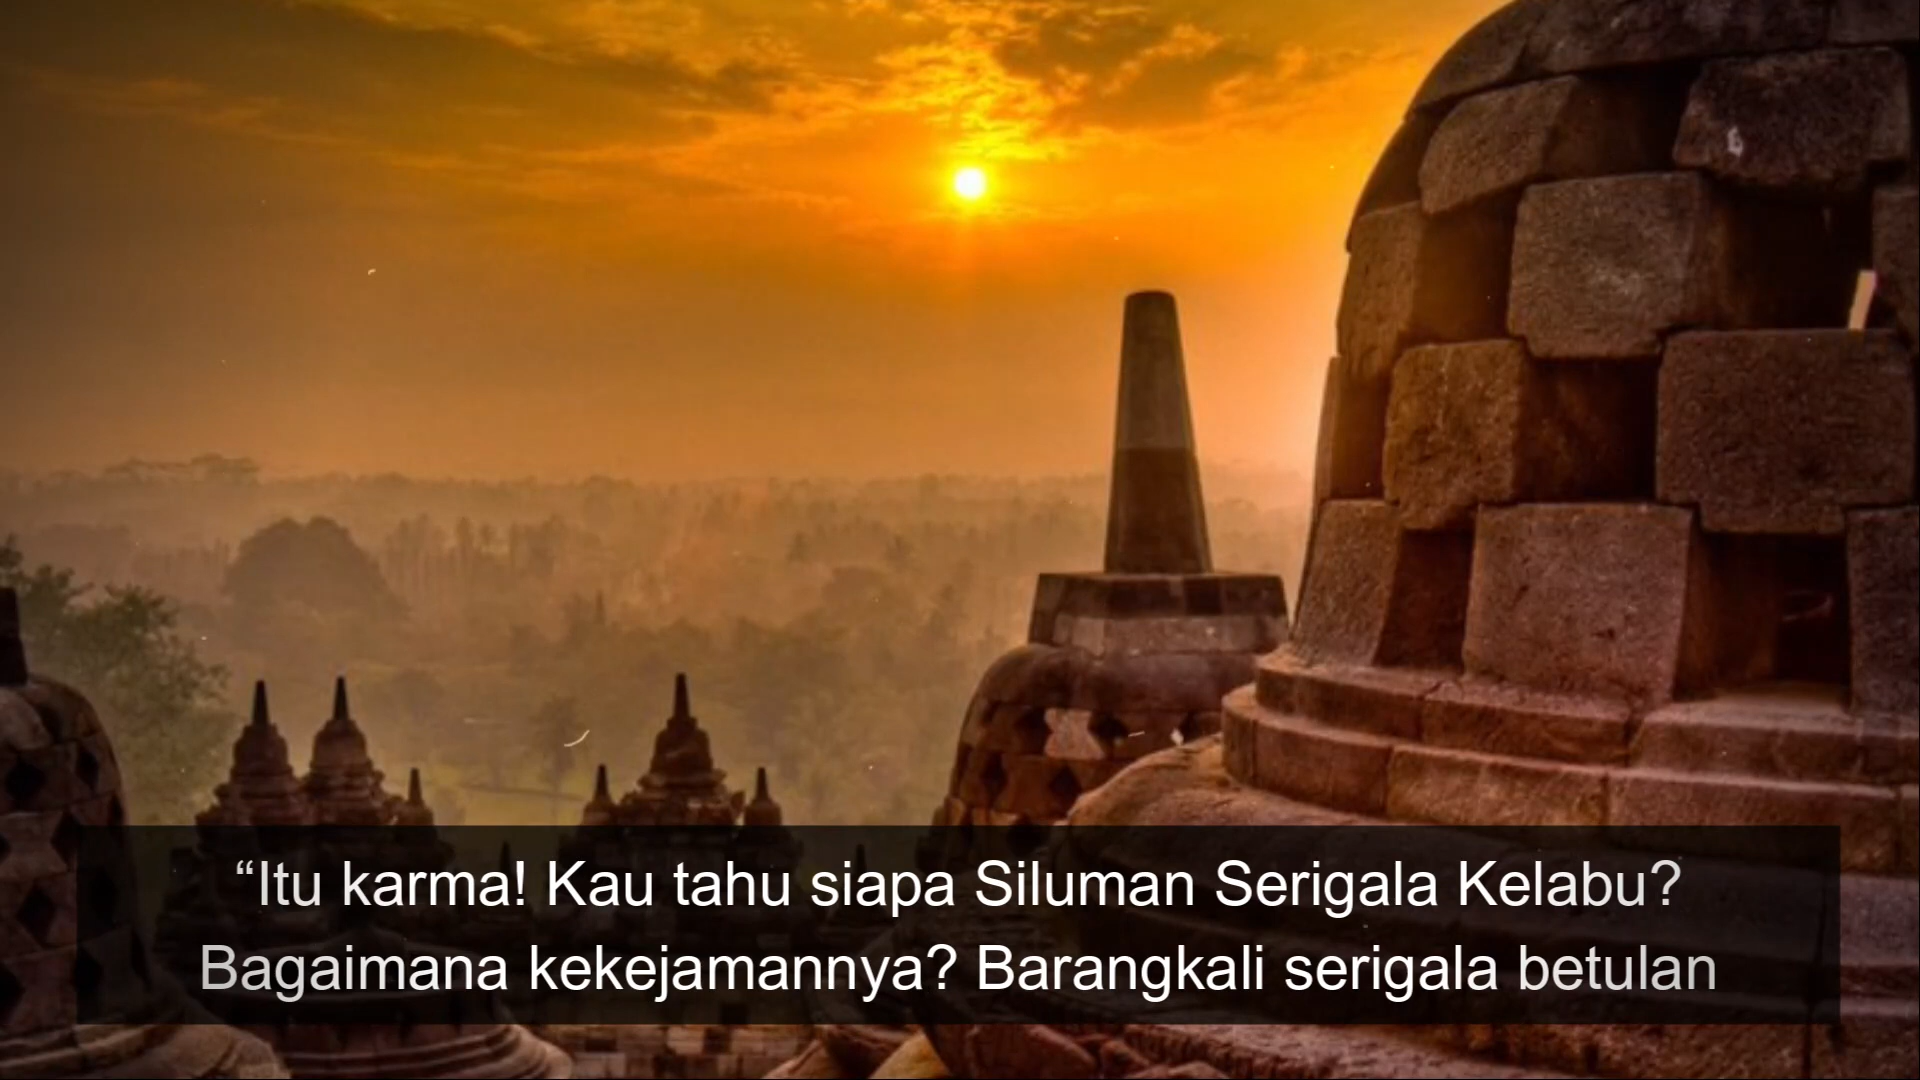 “Itu karma! Kau tahu siapa Siluman Serigala Kelabu?
Bagaimana kekejamannya? Barangkali serigala betulan